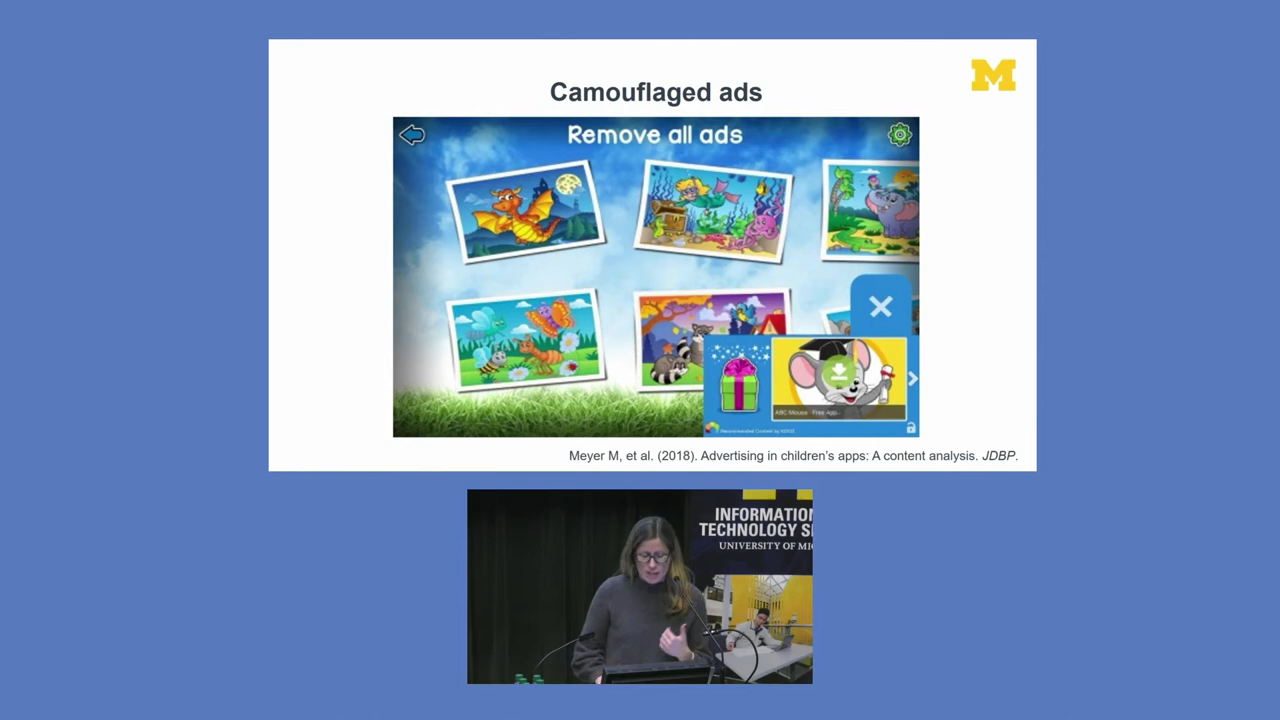 M
Camouflaged ads
Remove all ads
ABC Mouse - Free App...
Recommended Content by KIDOZ
Meyer M, et al. (2018). Advertising in children's apps: A content analysis. JDBP.
INFORMATION
TECHNOLOGY S
UNIVERSITY OF MIC